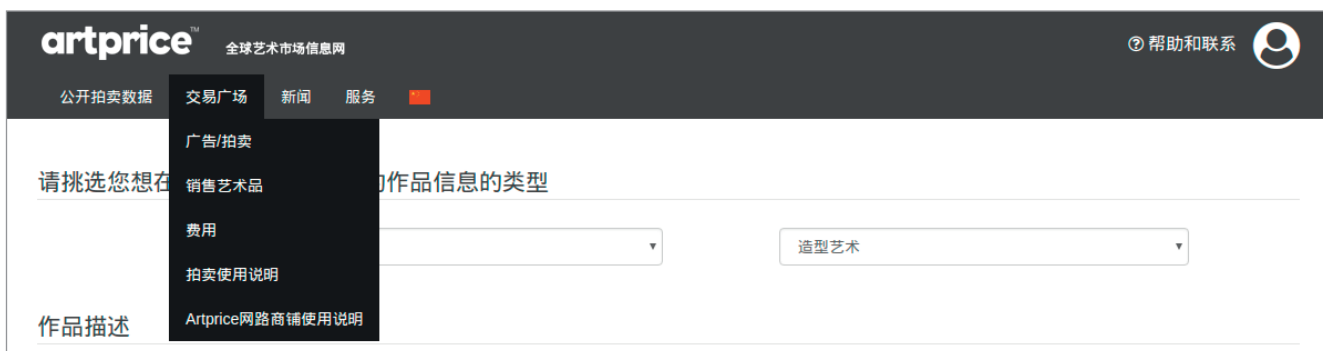 artprice™ 全球艺术市场信息网
帮助和联系
公开拍卖数据 交易广场 新闻 服务
广告/拍卖
请挑选您想在 作品信息的类型
销售艺术品
费用
造型艺术
拍卖使用说明
Artprice网路商铺使用说明
作品描述